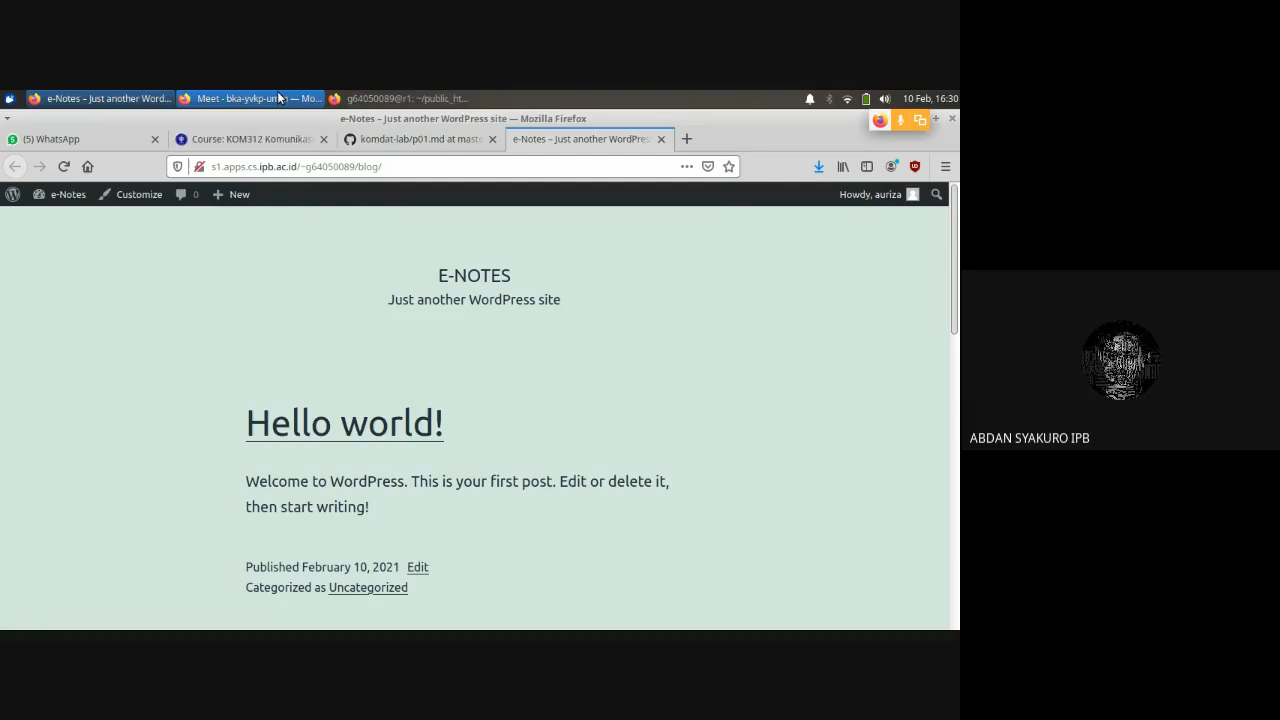 e-Notes – Just another Word...
Meet - bka-yvkp- — Mo...
g64050089@r1: ~/public_ht...
10 Feb, 16:30
e-Notes – Just another WordPress site — Mozilla Firefox
(5) WhatsApp
Course: KOM312 Komunikas
komdat-lab/p01.md at maste
e-Notes – Just another WordPres
s1.apps.cs.ipb.ac.id/~g64050089/blog/
e-Notes
Customize
0
New
Howdy, auriza
E-NOTES
Just another WordPress site
Hello world!
Welcome to WordPress. This is your first post. Edit or delete it,
then start writing!
Published February 10, 2021 Edit
Categorized as Uncategorized
ABDAN SYAKURO IPB